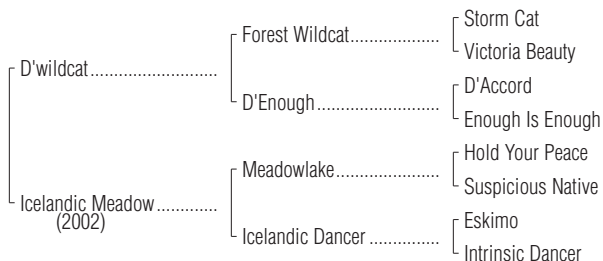 Storm Cat
Forest Wildcat...................
Victoria Beauty
D'wildcat...........................
D'Accord
D'Enough..........................
Enough Is Enough
Hold Your Peace
Meadowlake......................
Suspicious Native
Icelandic Meadow.............
(2002)
Eskimo
Icelandic Dancer ...............
Intrinsic Dancer